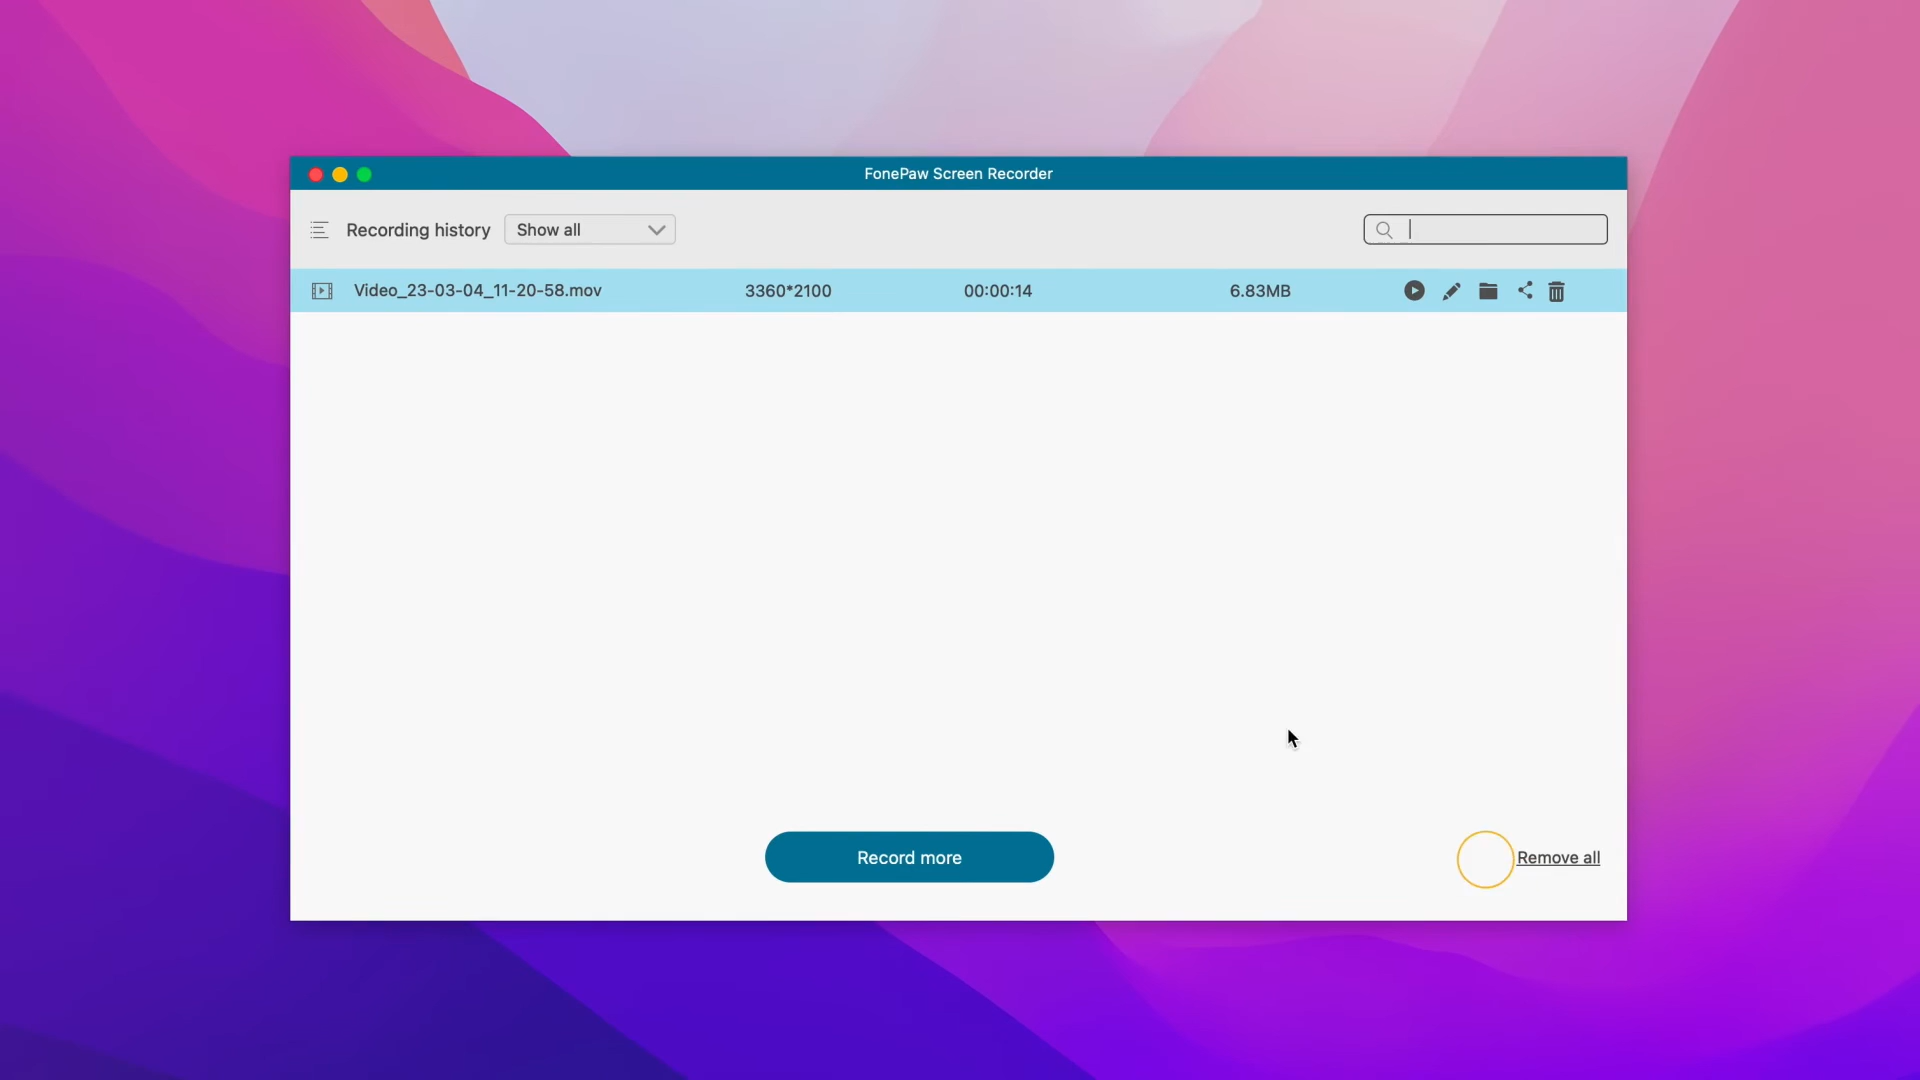 FonePaw Screen Recorder
Recording history Show all
Video_23-03-04_11-20-58.mov 3360*2100 00:00:14 6.83MB
Record more Remove all